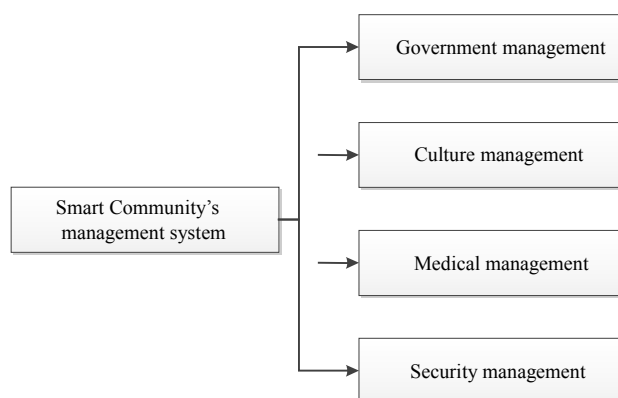 Government management
Culture management
Smart Community’s
management system
Medical management
Security management